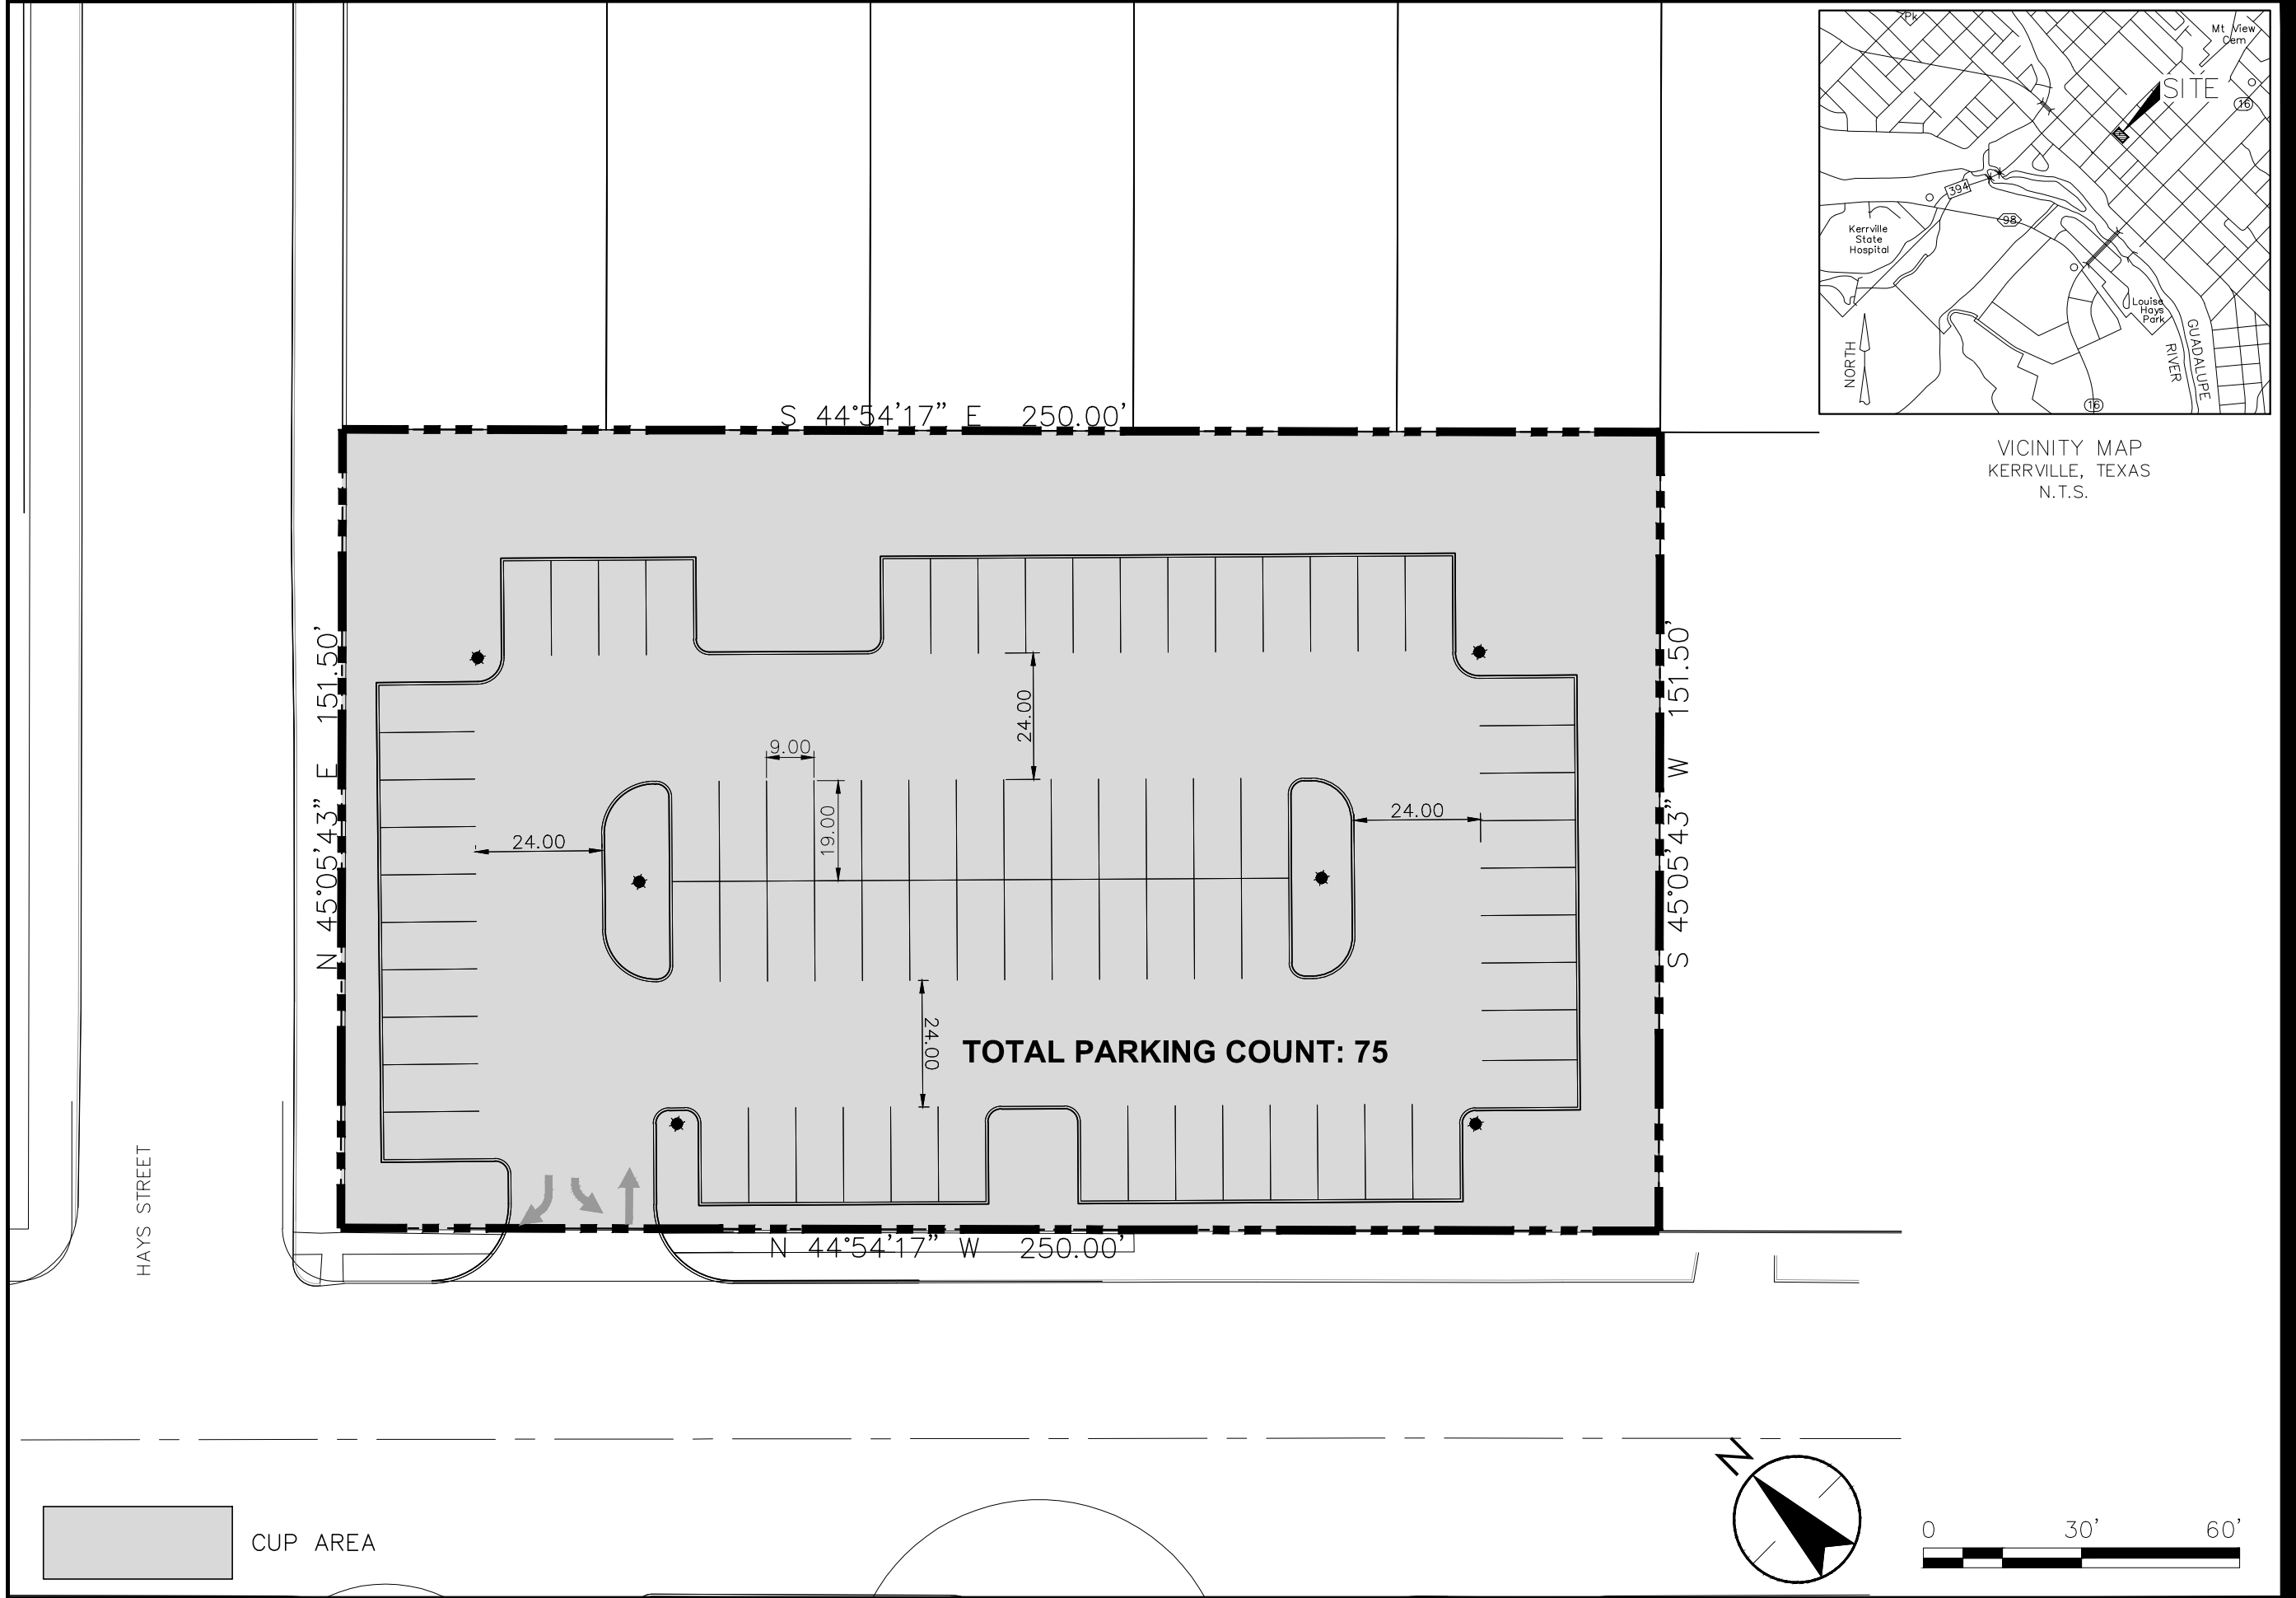 Pk
Mt View
Cem
SITE
16
394
98
Kerrville
State
Hospital
Louise
Hays
Park
GUADALUPE
RIVER
NORTH
16
VICINITY MAP
KERRVILLE, TEXAS
N.T.S.
S 44°54'17" E 250.00'
N 45°05'43" E 151.50'
S 45°05'43" W 151.50'
24.00
9.00
19.00
24.00
24.00
24.00
TOTAL PARKING COUNT: 75
N 44°54'17" W 250.00'
HAYS STREET
CUP AREA
N
0 30' 60'